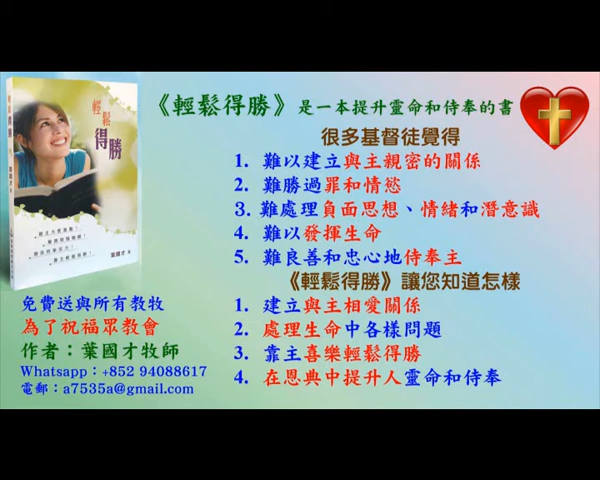 《輕鬆得勝》是一本提升靈命和侍奉的書
很多基督徒覺得
1. 難以建立與主親密的關係
2. 難勝過罪和情慾
3. 難處理負面思想、情緒和潛意識
4. 難以發揮生命
5. 難良善和忠心地侍奉主
《輕鬆得勝》讓您知道怎樣
1. 建立與主相愛關係
2. 處理生命中各樣問題
3. 靠主喜樂輕鬆得勝
4. 在恩典中提升人靈命和侍奉
輕鬆得勝
輕鬆
得勝
葉國才
免費送與所有教牧
為了祝福眾教會
作者：葉國才牧師
Whatsapp：+852 94088617
電郵：a7535a@gmail.com